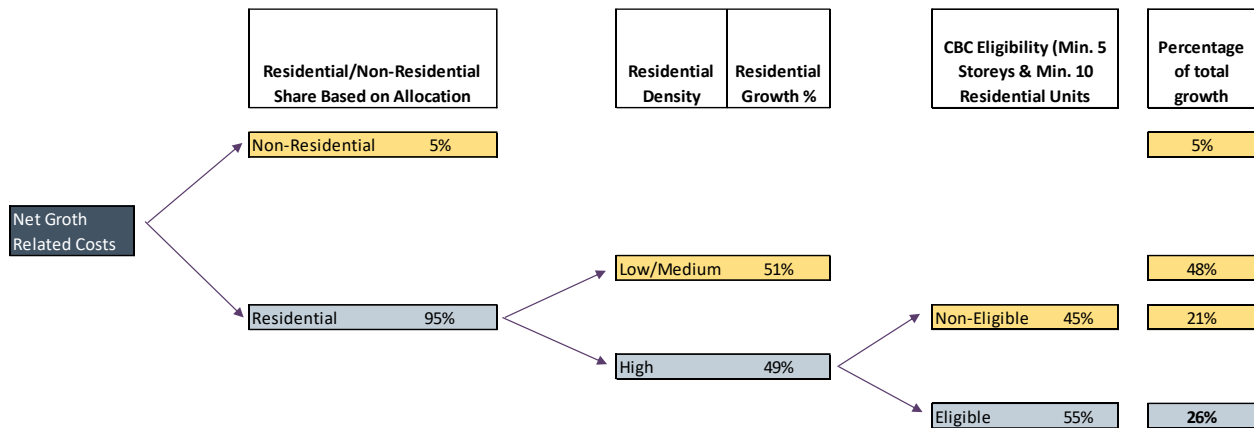 Residential/Non-Residential
Share Based on Allocation
Residential
Density
Residential
Growth %
CBC Eligibility (Min. 5
Storeys & Min. 10
Residential Units
Percentage
of total
growth
Non-Residential 5%
5%
Net Groth
Related Costs
Low/Medium 51%
48%
Residential 95%
Non-Eligible 45%
21%
High 49%
Eligible 55%
26%